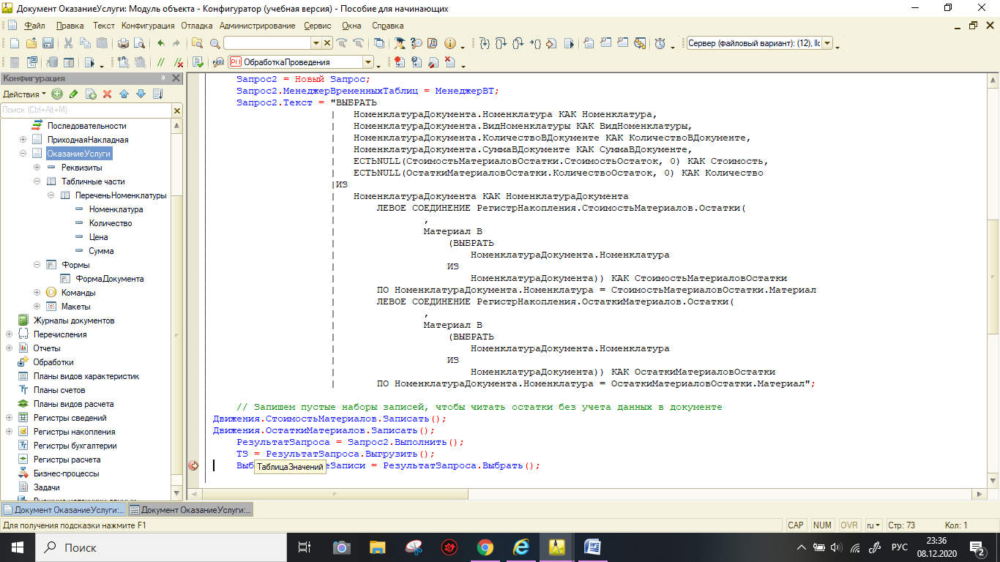 Документ ОказаниеУслуги: Модуль объекта - Конфигуратор (учебная версия) - Пособие для начинающих
Файл Правка Текст Конфигурация Отладка Администрирование Сервис Окна Справка
Сервер (файловый вариант): (12), Ilc
ОбработкаПроведения
Конфигурация
Действия
Поиск (Ctrl+Alt+M)
Последовательности
ПриходнаяНакладная
ОказаниеУслуги
Реквизиты
Табличные части
ПереченьНоменклатуры
Номенклатура
Количество
Цена
Сумма
Формы
ФормаДокумента
Команды
Макеты
Журналы документов
Перечисления
Отчеты
Обработки
Планы видов характеристик
Планы счетов
Планы видов расчета
Регистры сведений
Регистры накопления
Регистры бухгалтерии
Регистры расчета
Бизнес-процессы
Задачи
Запрос2 = Новый Запрос;
Запрос2.МенеджерВременныхТаблиц = МенеджерВТ;
Запрос2.Текст = "ВЫБРАТЬ
| НоменклатураДокумента.Номенклатура КАК Номенклатура,
| НоменклатураДокумента.ВидНоменклатуры КАК ВидНоменклатуры,
| НоменклатураДокумента.КоличествоВДокументе КАК КоличествоВДокументе,
| НоменклатураДокумента.СуммаВДокументе КАК СуммаВДокументе,
| ЕСТЬNULL(СтоимостьМатериаловОстатки.СтоимостьОстаток, 0) КАК Стоимость,
| ЕСТЬNULL(ОстаткиМатериаловОстатки.КоличествоОстаток, 0) КАК Количество
|ИЗ
| НоменклатураДокумента КАК НоменклатураДокумента
| ЛЕВОЕ СОЕДИНЕНИЕ РегистрНакопления.СтоимостьМатериалов.Остатки(
| ,
| Материал В
| (ВЫБРАТЬ
| НоменклатураДокумента.Номенклатура
| ИЗ
| НоменклатураДокумента)) КАК СтоимостьМатериаловОстатки
| ПО НоменклатураДокумента.Номенклатура = СтоимостьМатериаловОстатки.Материал
| ЛЕВОЕ СОЕДИНЕНИЕ РегистрНакопления.ОстаткиМатериалов.Остатки(
| ,
| Материал В
| (ВЫБРАТЬ
| НоменклатураДокумента.Номенклатура
| ИЗ
| НоменклатураДокумента)) КАК ОстаткиМатериаловОстатки
| ПО НоменклатураДокумента.Номенклатура = ОстаткиМатериаловОстатки.Материал";
// Запишем пустые наборы записей, чтобы читать остатки без учета данных в документе
Движения.СтоимостьМатериалов.Записать();
Движения.ОстаткиМатериалов.Записать();
РезультатЗапроса = Запрос2.Выполнить();
ТЗ = РезультатЗапроса.Выгрузить();
Выб ТаблицаЗначений еЗаписи = РезультатЗапроса.Выбрать();
Документ ОказаниеУслуги:... Документ ОказаниеУслуги:...
Для получения подсказки нажмите F1 CAP NUM OVR ru Стр: 73 Кол: 1
Поиск РУС 23:36
08.12.2020 2